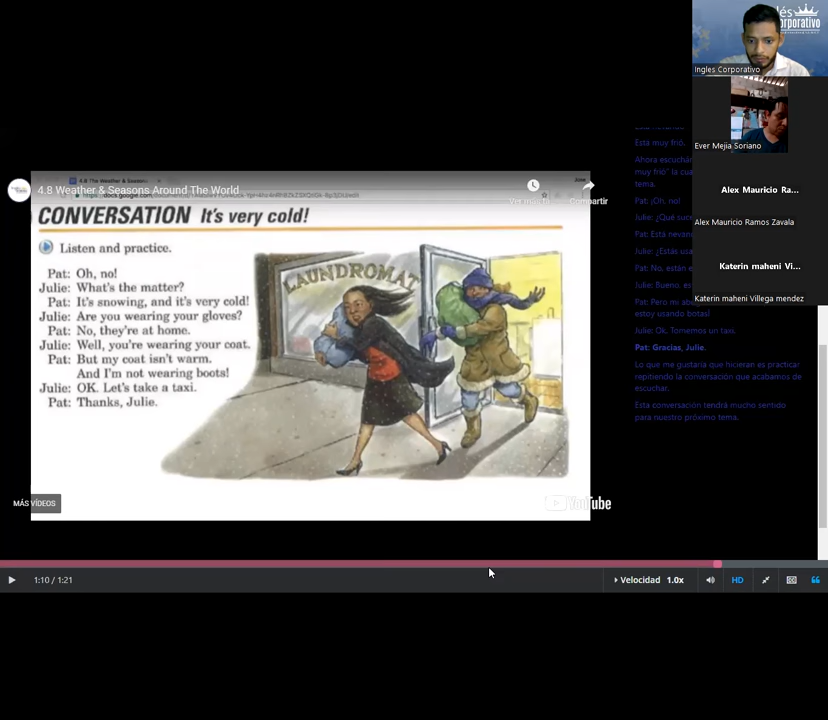 4.8 Weather & Seasons Around The World
Ver más ta
Compartir
CONVERSATION It's very cold!
Listen and practice.
LAUNDROMAT
Pat: Oh, no!
Julie: What's the matter?
Pat: It's snowing, and it's very cold!
Julie: Are you wearing your gloves?
Pat: No, they're at home.
Julie: Well, you're wearing your coat.
Pat: But my coat isn't warm.
And I'm not wearing boots!
Julie: OK. Let's take a taxi.
Pat: Thanks, Julie.
MÁS VÍDEOS
YouTube
1:10 / 1:21
Velocidad 1.0x
HD
Está muy frío.
Ahora escuchar
muy frío" la cua
tema.
Pat: ¡Oh, no!
Julie: ¿Qué suc
Pat: Está nevan
Julie: ¿Estás usa
Pat: No, están e
Julie: Bueno, es
Pat: Pero mi ab
estoy usando botas!
Julie: Ok. Tomemos un taxi.
Pat: Gracias, Julie.
Lo que me gustaría que hicieran es practicar
repitiendo la conversación que acabamos de
escuchar.
Esta conversación tendrá mucho sentido
para nuestro próximo tema.
Ingles Corporativo
Ever Mejia Soriano
Alex Mauricio Ra...
Alex Mauricio Ramos Zavala
Katerin maheni Vi...
Katerin maheni Villega mendez